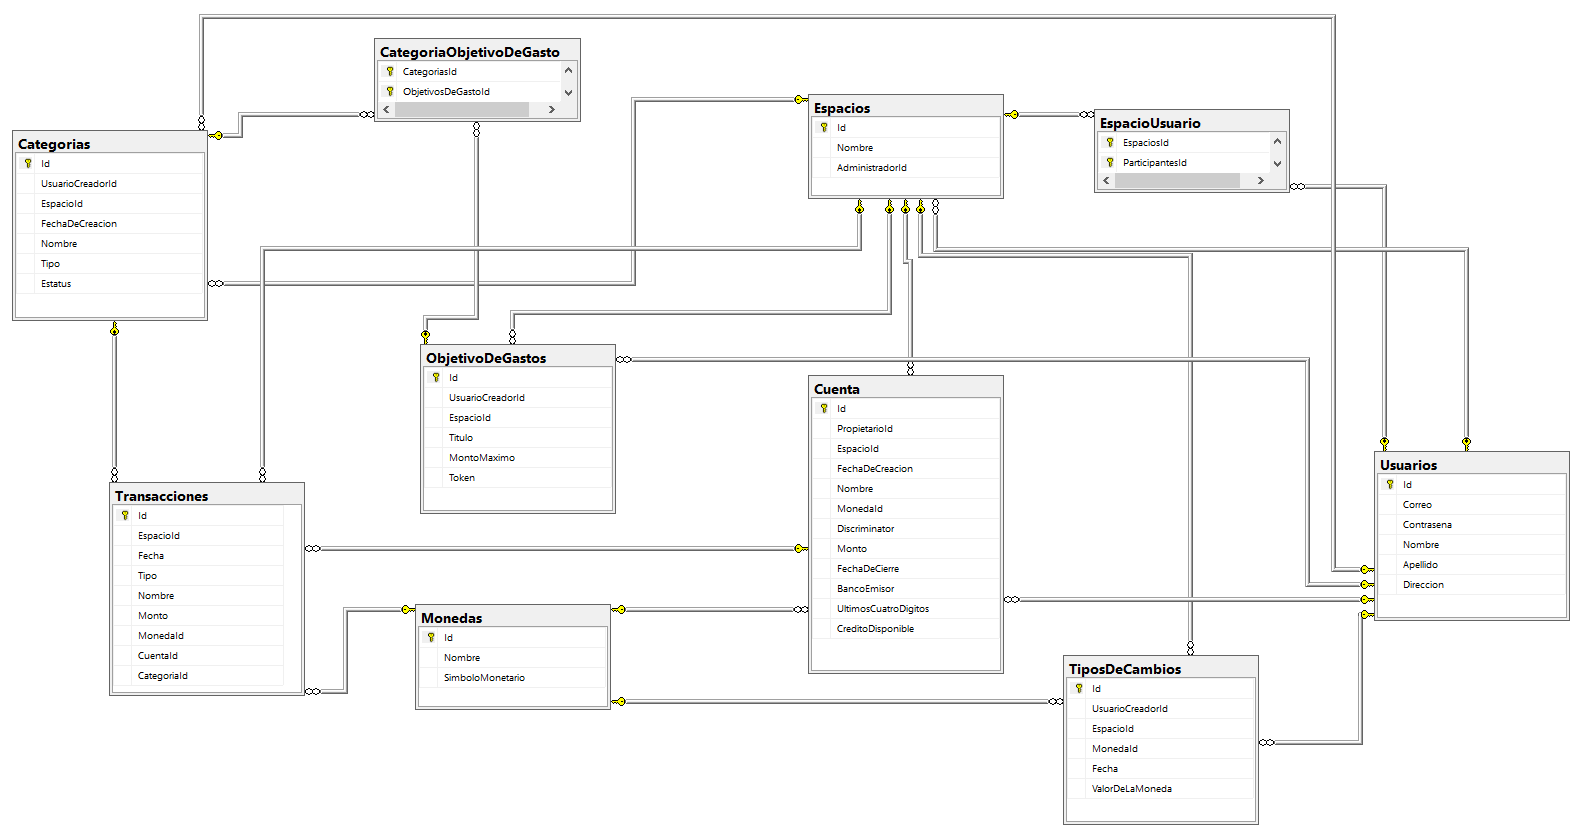 CategoriaObjetivoDeGasto
CategoriasId
ObjetivosDeGastoId
Categorias
Id
UsuarioCreadorId
EspacioId
FechaDeCreacion
Nombre
Tipo
Estatus
Espacios
Id
Nombre
AdministradorId
EspacioUsuario
EspaciosId
ParticipantesId
ObjetivoDeGastos
Id
UsuarioCreadorId
EspacioId
Titulo
MontoMaximo
Token
Cuenta
Id
PropietarioId
EspacioId
FechaDeCreacion
Nombre
MonedaId
Discriminator
Monto
FechaDeCierre
BancoEmisor
UltimosCuatroDigitos
CreditoDisponible
Usuarios
Id
Correo
Contrasena
Nombre
Apellido
Direccion
Transacciones
Id
EspacioId
Fecha
Tipo
Nombre
Monto
MonedaId
CuentaId
CategoriaId
Monedas
Id
Nombre
SimboloMonetario
TiposDeCambios
Id
UsuarioCreadorId
EspacioId
MonedaId
Fecha
ValorDeLaMoneda